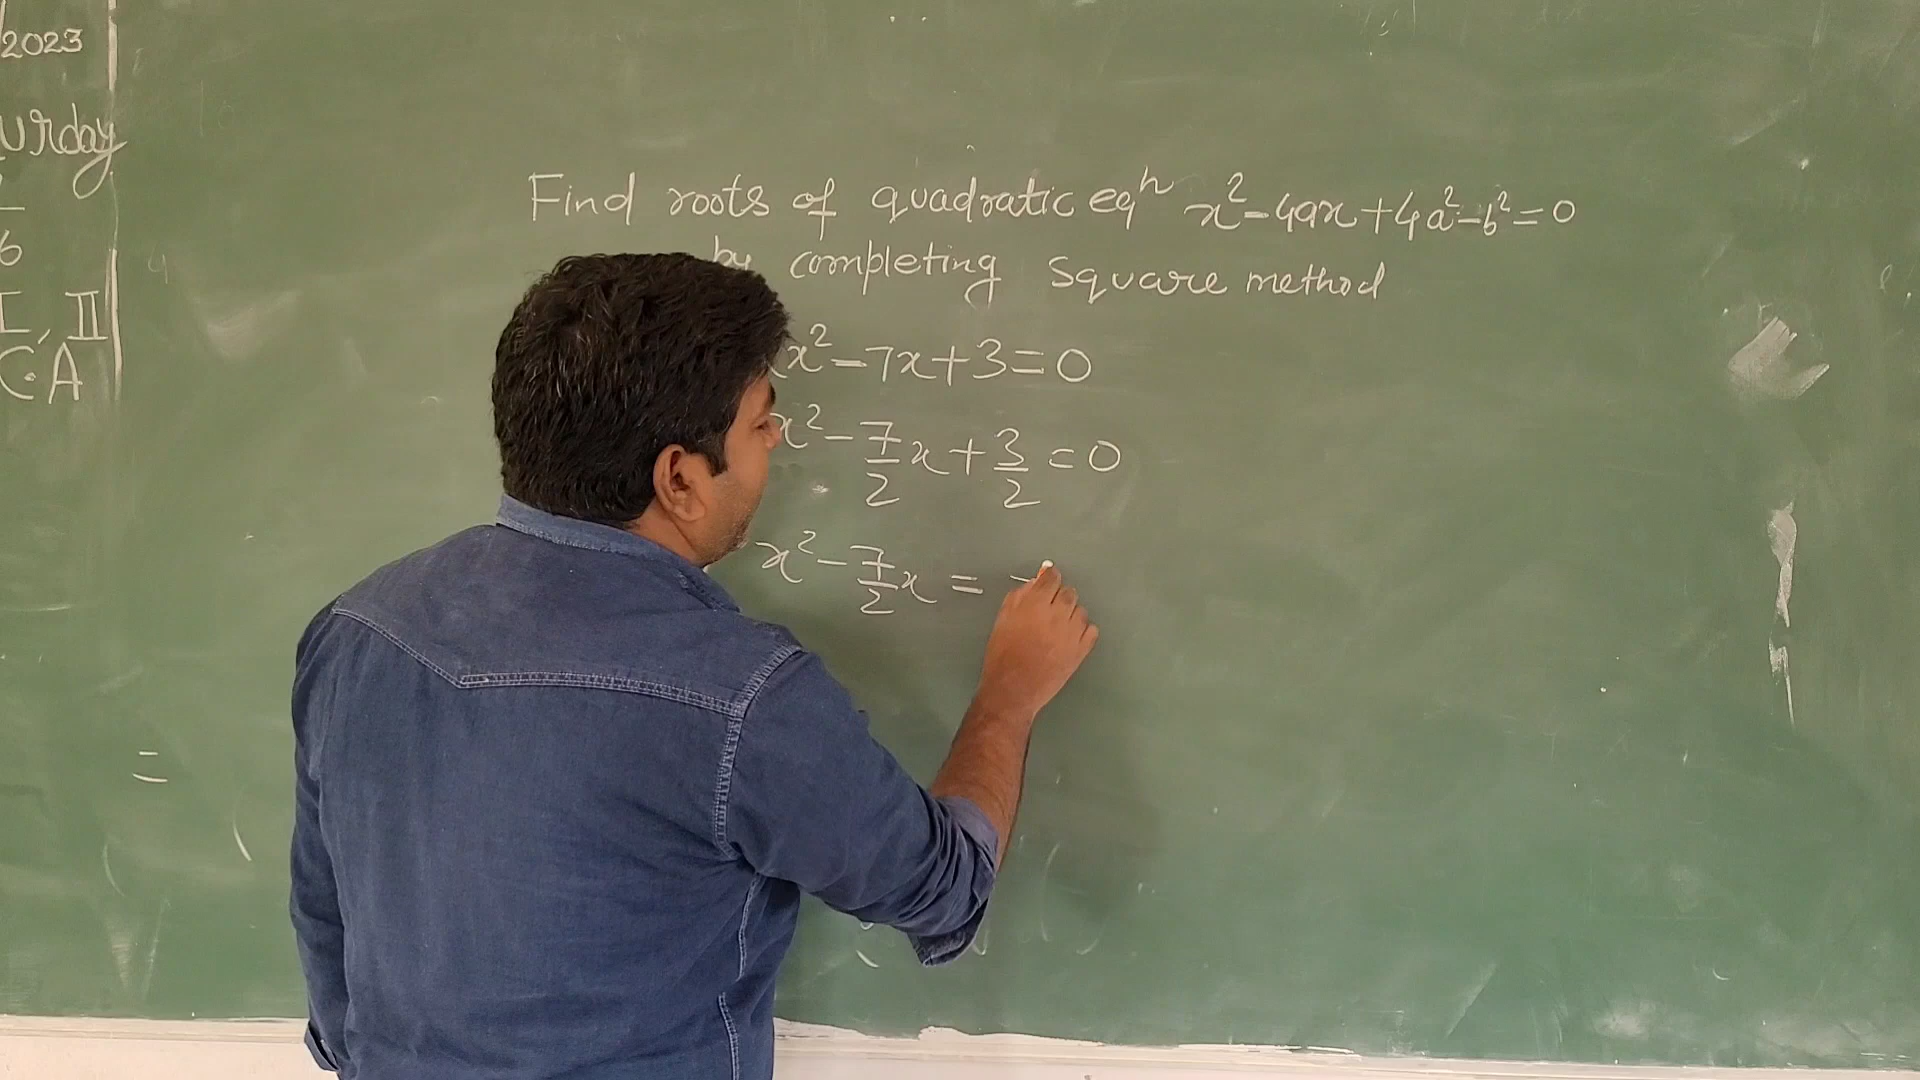 2023
urday
6
I, II
C.A
Find roots of quadratic eqⁿ x²-4ax+4a²-b²=0
by completing square method
x²-7x+3=0
x²-7/2x+3/2=0
x²-7/2x = -
=